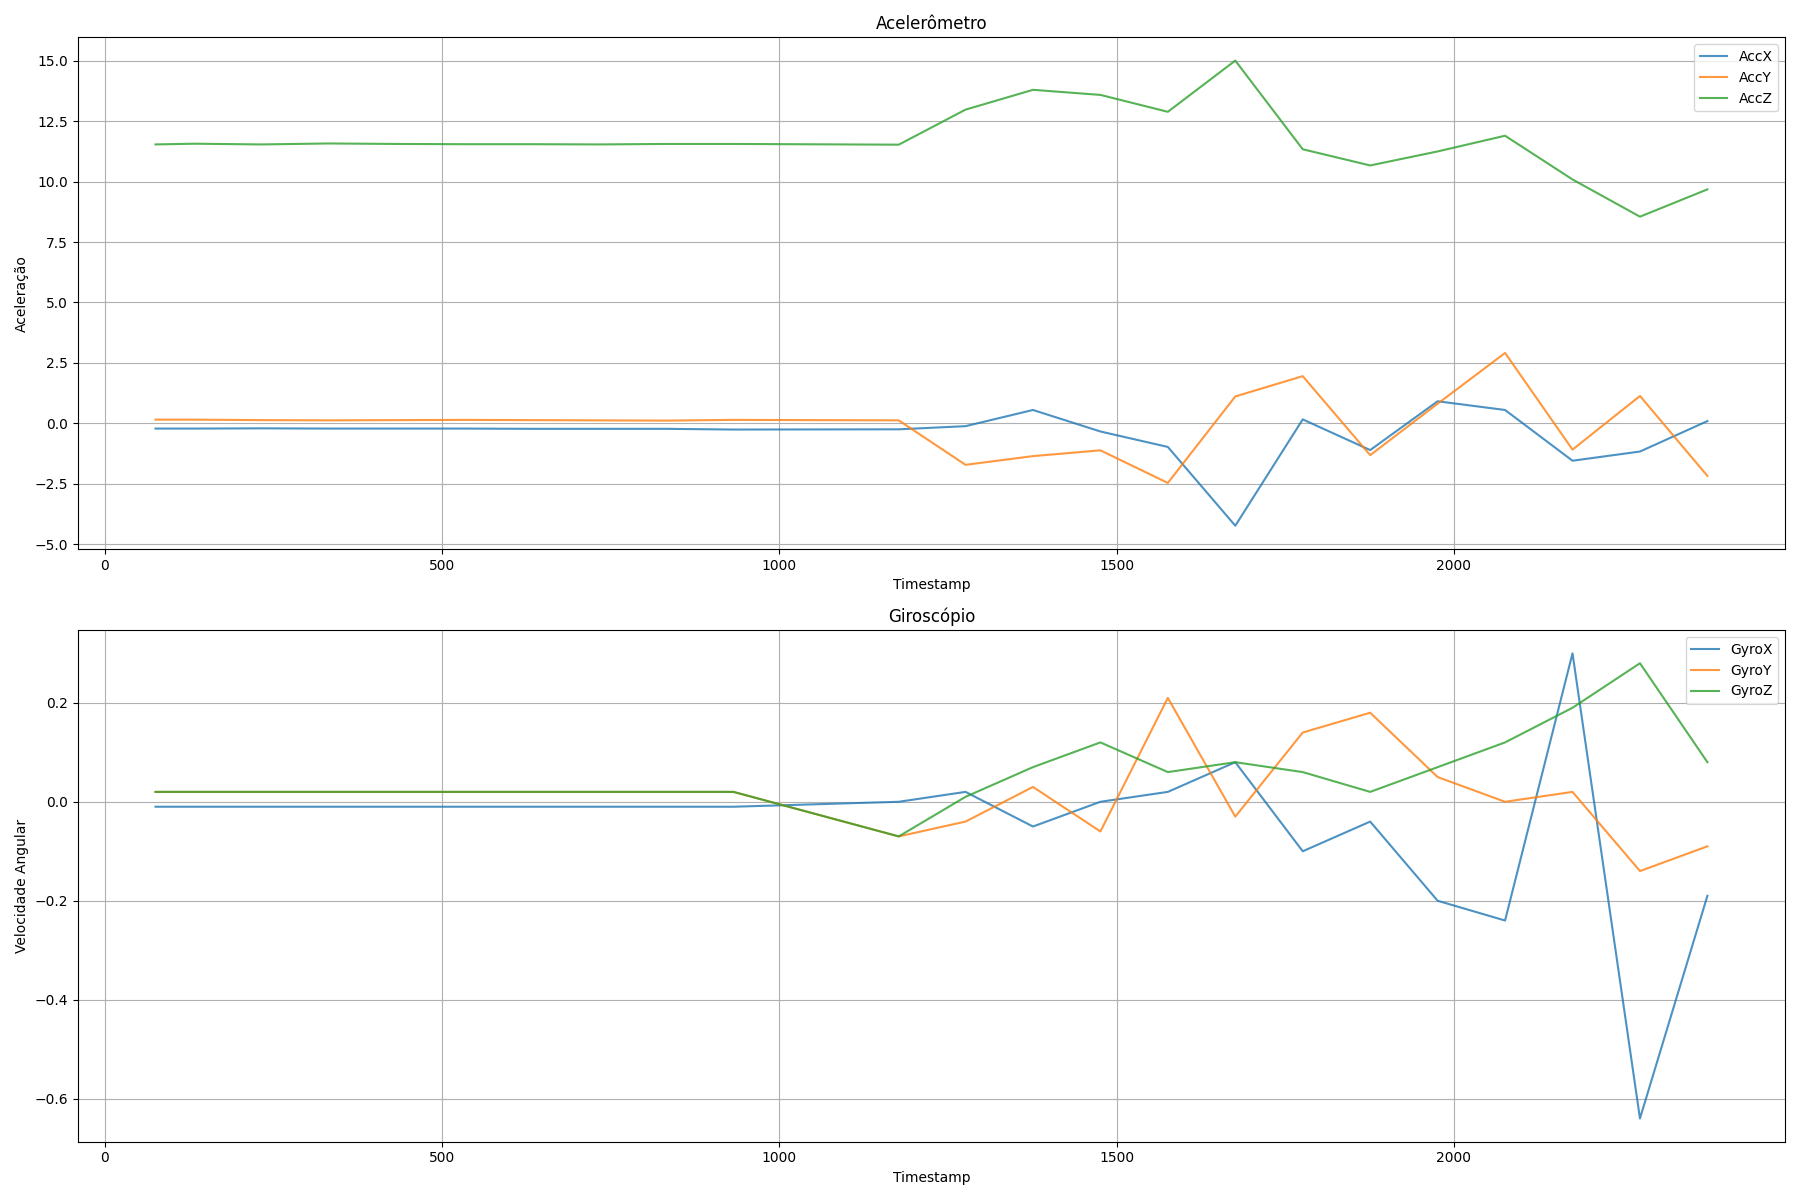 Acelerômetro
15.0
12.5
10.0
7.5
5.0
2.5
0.0
−2.5
−5.0
Aceleração
AccX
AccY
AccZ
0
500
1000
1500
2000
Timestamp
Giroscópio
0.2
0.0
−0.2
−0.4
−0.6
Velocidade Angular
GyroX
GyroY
GyroZ
0
500
1000
1500
2000
Timestamp